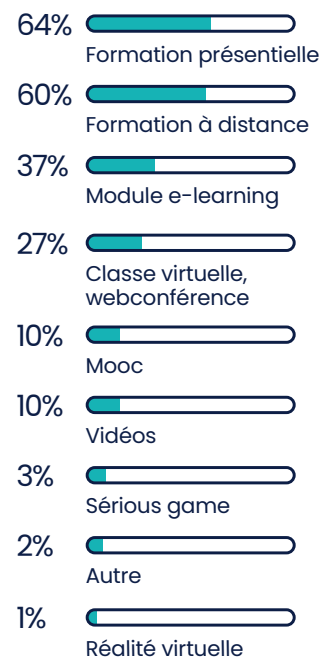 64%
Formation présentielle
60%
Formation à distance
37%
Module e-learning
27%
Classe virtuelle,
webconférence
10%
Mooc
10%
Vidéos
3%
Sérious game
2%
Autre
1%
Réalité virtuelle